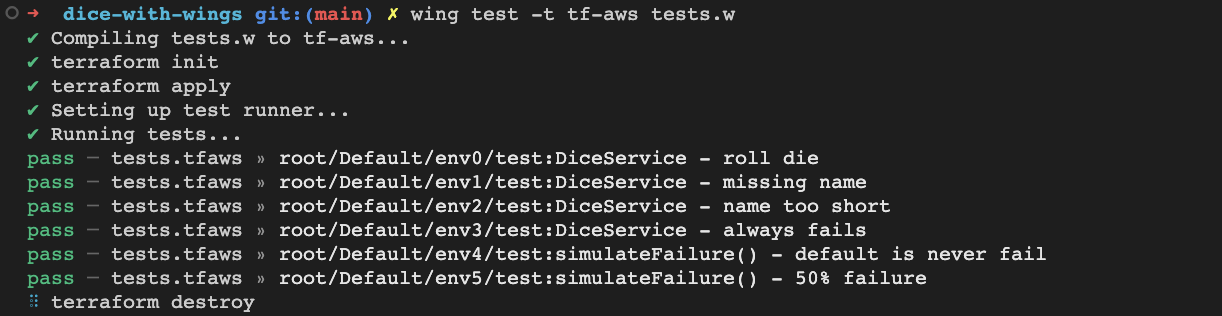 ➜ dice-with-wings git:(main) ✗ wing test -t tf-aws tests.w
✔ Compiling tests.w to tf-aws...
✔ terraform init
✔ terraform apply
✔ Setting up test runner...
✔ Running tests...
pass ─ tests.tfaws » root/Default/env0/test:DiceService - roll die
pass ─ tests.tfaws » root/Default/env1/test:DiceService - missing name
pass ─ tests.tfaws » root/Default/env2/test:DiceService - name too short
pass ─ tests.tfaws » root/Default/env3/test:DiceService - always fails
pass ─ tests.tfaws » root/Default/env4/test:simulateFailure() - default is never fail
pass ─ tests.tfaws » root/Default/env5/test:simulateFailure() - 50% failure
⠿ terraform destroy